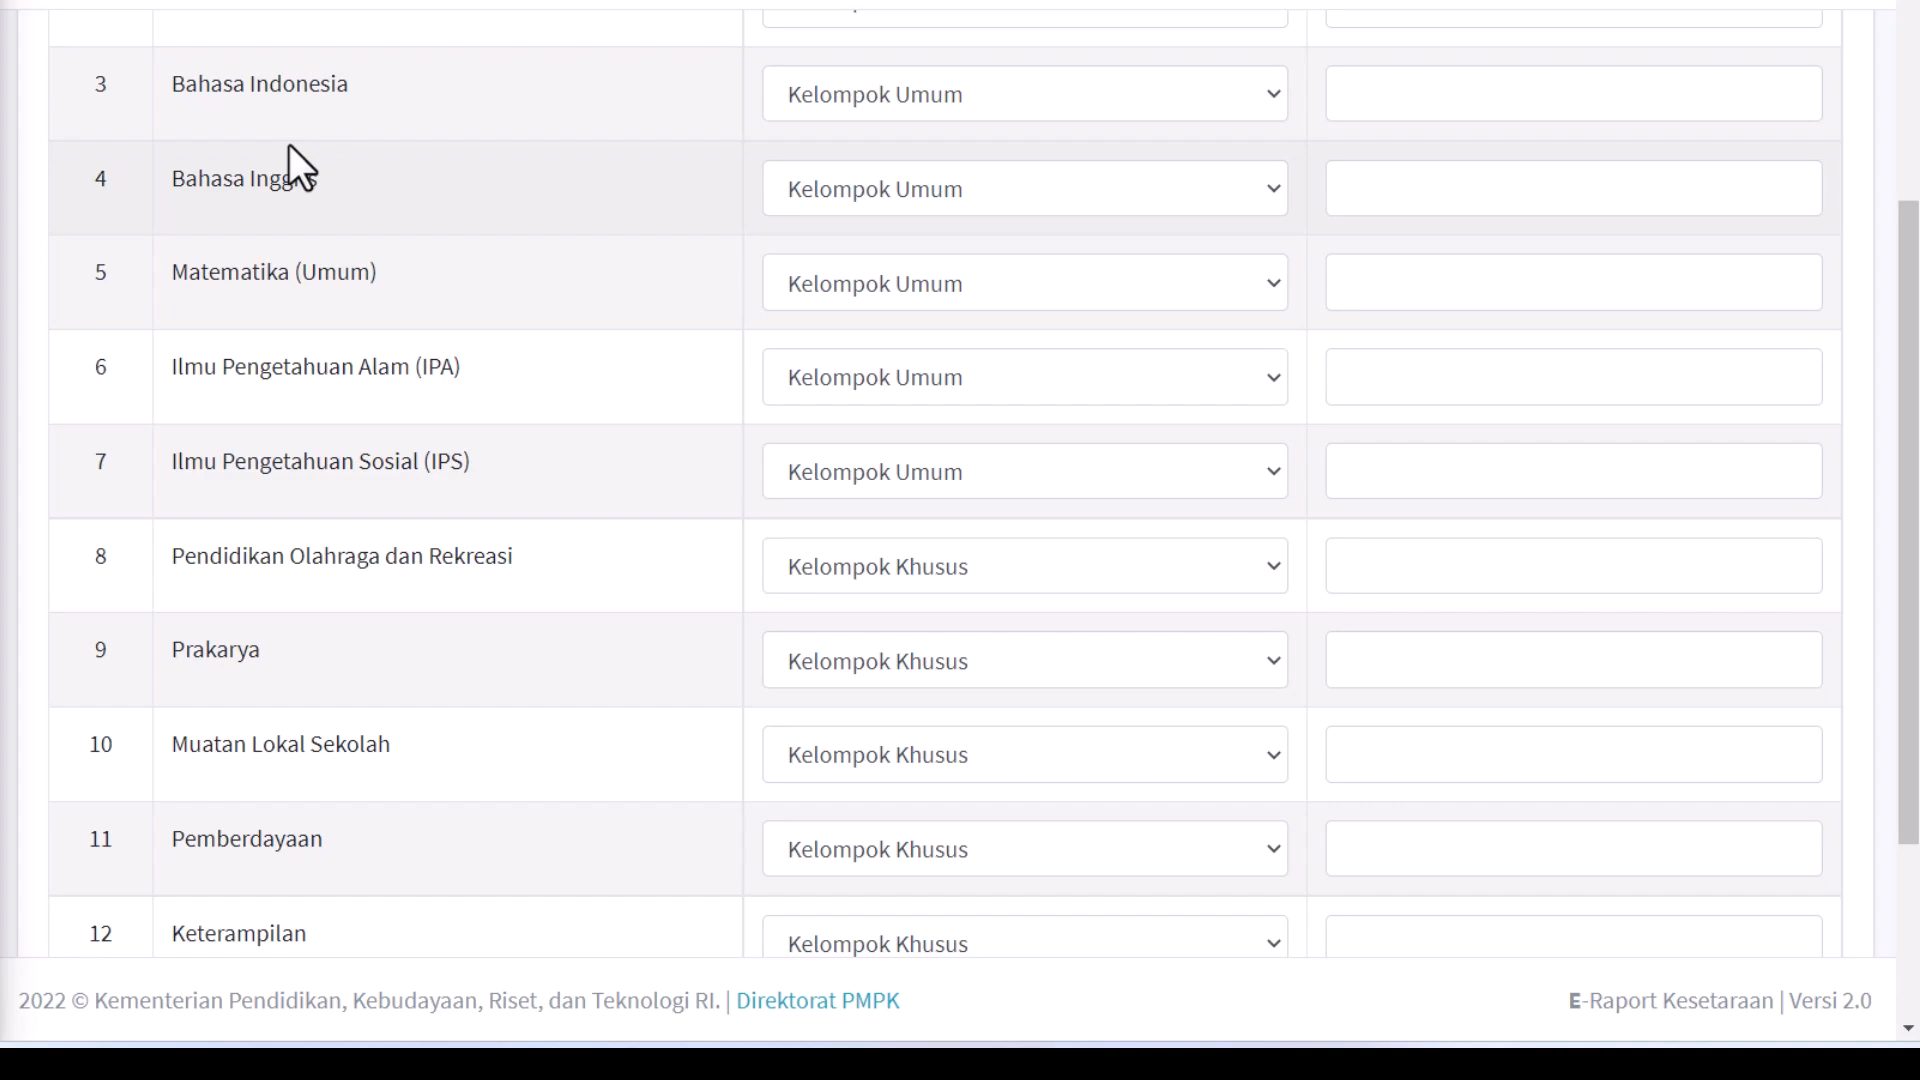 3 Bahasa Indonesia Kelompok Umum
4 Bahasa Inggris Kelompok Umum
5 Matematika (Umum) Kelompok Umum
6 Ilmu Pengetahuan Alam (IPA) Kelompok Umum
7 Ilmu Pengetahuan Sosial (IPS) Kelompok Umum
8 Pendidikan Olahraga dan Rekreasi Kelompok Khusus
9 Prakarya Kelompok Khusus
10 Muatan Lokal Sekolah Kelompok Khusus
11 Pemberdayaan Kelompok Khusus
12 Keterampilan Kelompok Khusus
2022 © Kementerian Pendidikan, Kebudayaan, Riset, dan Teknologi RI. | Direktorat PMPK E-Raport Kesetaraan | Versi 2.0